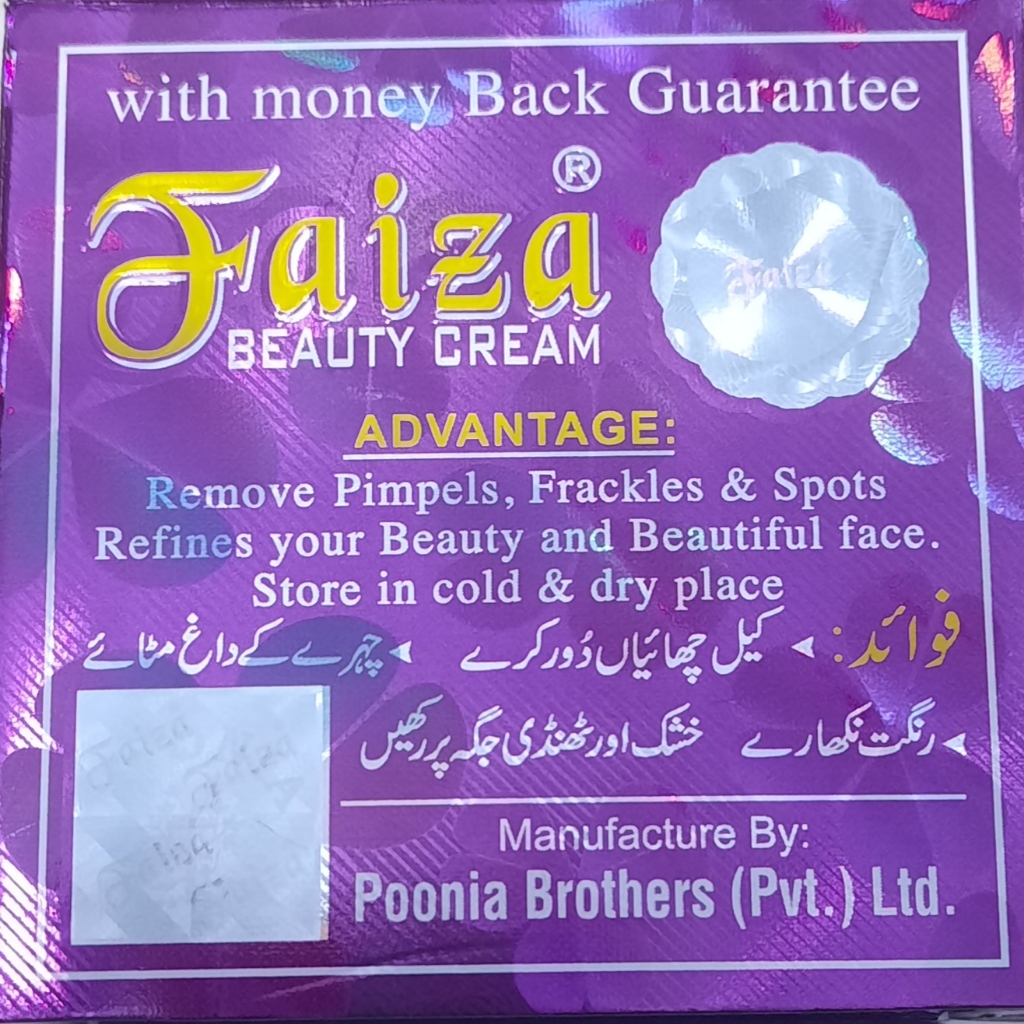 with money Back Guarantee
Faiza®
BEAUTY CREAM
Faiza
ADVANTAGE:
Remove Pimpels, Frackles & Spots
Refines your Beauty and Beautiful face.
Store in cold & dry place
فوائد: کیل چھائیاں دُور کرے چہرے کے داغ مٹائے
رنگت نکھارے خشک اور ٹھنڈی جگہ پر رکھیں
Manufacture By:
Poonia Brothers (Pvt.) Ltd.